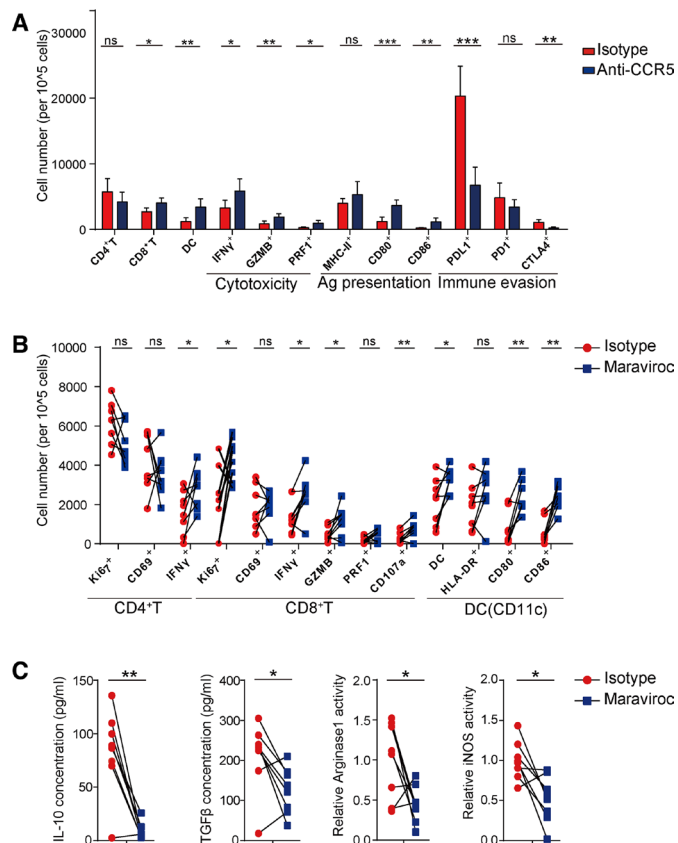 A
Cell number (per 10^5 cells)
30000
20000
10000
0
ns * ** * ** * ns *** ** *** ns **
Isotype
Anti-CCR5
CD4⁺T CD8⁺T DC IFNγ⁺ GZMB⁺ PRF1⁺ MHC-II⁺ CD80⁺ CD86⁺ PDL1⁺ PD1⁺ CTLA4⁺
Cytotoxicity Ag presentation Immune evasion
B
Cell number (per 10^5 cells)
10000
8000
6000
4000
2000
0
ns ns * * ns * * ns ** * ns ** **
Isotype
Maraviroc
Ki67⁺ CD69⁺ IFNγ⁺ Ki67⁺ CD69⁺ IFNγ⁺ GZMB⁺ PRF1⁺ CD107a⁺ DC HLA-DR⁺ CD80⁺ CD86⁺
CD4⁺T CD8⁺T DC(CD11c)
C
IL-10 concentration (pg/ml)
150
100
50
0
**
TGFβ concentration (pg/ml)
400
300
200
100
0
*
Relative Arginase1 activity
2.0
1.5
1.0
0.5
0.0
*
Relative iNOS activity
2.0
1.5
1.0
0.5
0.0
*
Isotype
Maraviroc